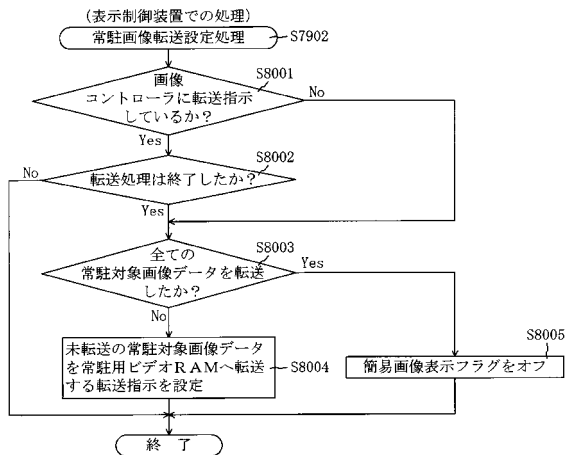 (表示制御装置での処理)
常駐画像転送設定処理
S7902
画像
コントローラに転送指示
しているか?
S8001
No
Yes
転送処理は終了したか?
S8002
No
Yes
全ての
常駐対象画像データを転送
したか?
S8003
Yes
No
未転送の常駐対象画像データ
を常駐用ビデオRAMへ転送
する転送指示を設定
S8004
簡易画像表示フラグをオフ
S8005
終 了